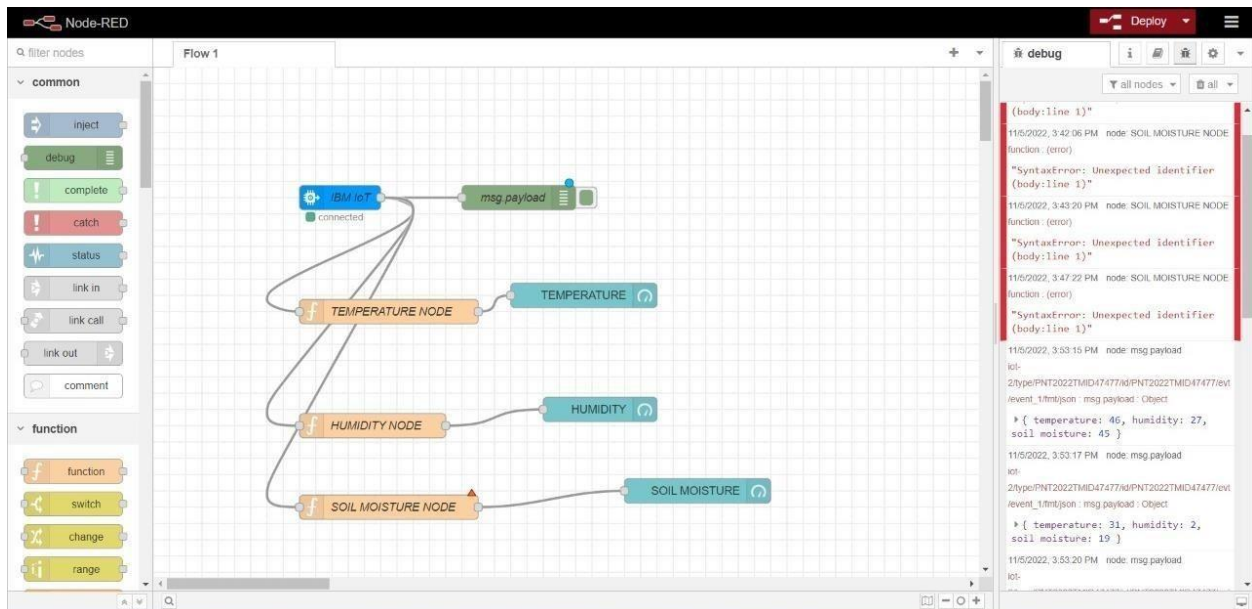 Node-RED
Deploy
filter nodes
common
inject
debug
complete
catch
status
link in
link call
link out
comment
function
function
switch
change
range
Flow 1
IBM IoT
connected
msg.payload
TEMPERATURE NODE
TEMPERATURE
HUMIDITY NODE
HUMIDITY
SOIL MOISTURE NODE
SOIL MOISTURE
debug
i
all nodes
all
(body:line 1)"
11/5/2022, 3:42:06 PM node: SOIL MOISTURE NODE
function : (error)
"SyntaxError: Unexpected identifier
(body:line 1)"
11/5/2022, 3:43:20 PM node: SOIL MOISTURE NODE
function : (error)
"SyntaxError: Unexpected identifier
(body:line 1)"
11/5/2022, 3:47:22 PM node: SOIL MOISTURE NODE
function : (error)
"SyntaxError: Unexpected identifier
(body:line 1)"
11/5/2022, 3:53:15 PM node: msg.payload
iot-
2/type/PNT2022TMID47477/id/PNT2022TMID47477/evt
/event_1/fmt/json : msg.payload : Object
{ temperature: 46, humidity: 27,
soil moisture: 45 }
11/5/2022, 3:53:17 PM node: msg.payload
iot-
2/type/PNT2022TMID47477/id/PNT2022TMID47477/evt
/event_1/fmt/json : msg.payload : Object
{ temperature: 31, humidity: 2,
soil moisture: 19 }
11/5/2022, 3:53:20 PM node: msg.payload
iot-